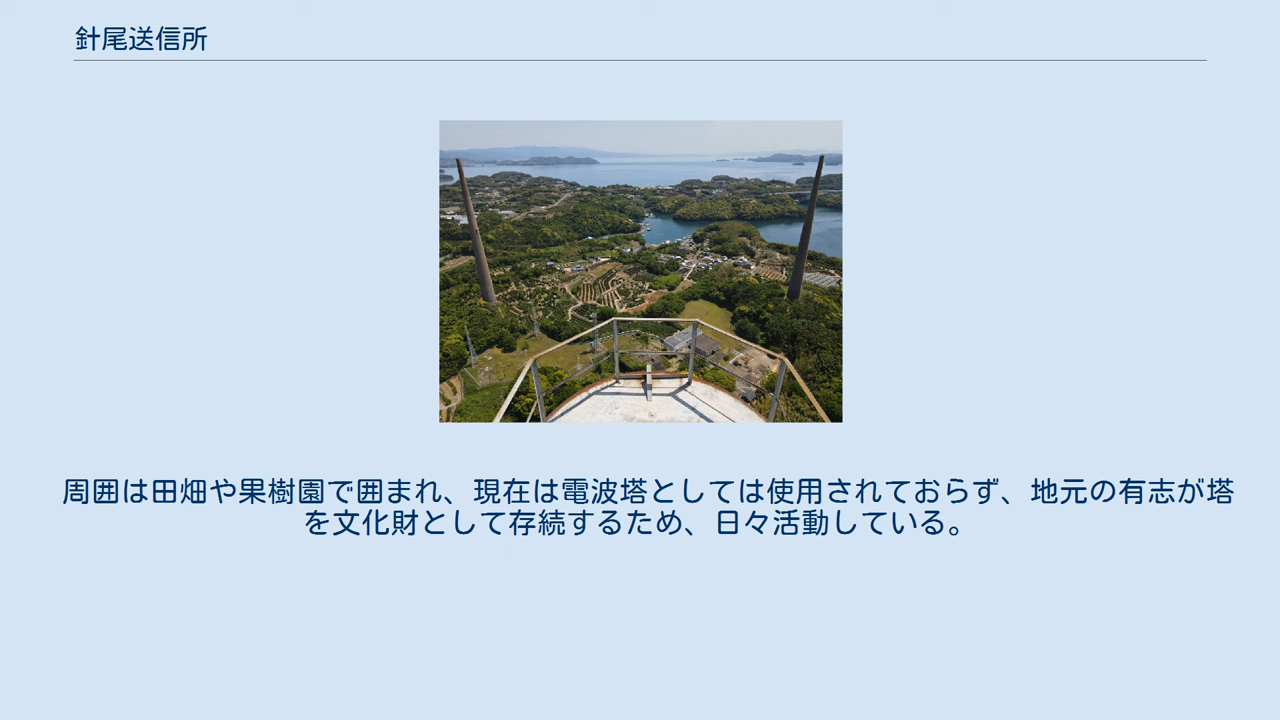 針尾送信所
周囲は田畑や果樹園で囲まれ、現在は電波塔としては使用されておらず、地元の有志が塔
を文化財として存続するため、日々活動している。